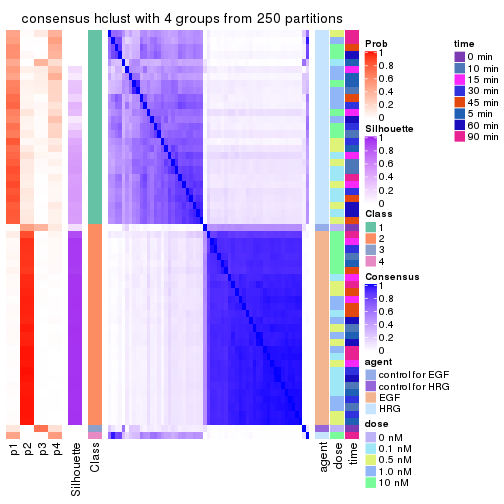 consensus hclust with 4 groups from 250 partitions
Prob
1
0.8
0.6
0.4
0.2
0
Silhouette
1
0.8
0.6
0.4
0.2
0
Class
1
2
3
4
Consensus
1
0.8
0.6
0.4
0.2
0
agent
control for EGF
control for HRG
EGF
HRG
dose
0 nM
0.1 nM
0.5 nM
1.0 nM
10 nM
time
0 min
10 min
15 min
30 min
45 min
5 min
60 min
90 min
p1
p2
p3
p4
Silhouette
Class
agent
dose
time